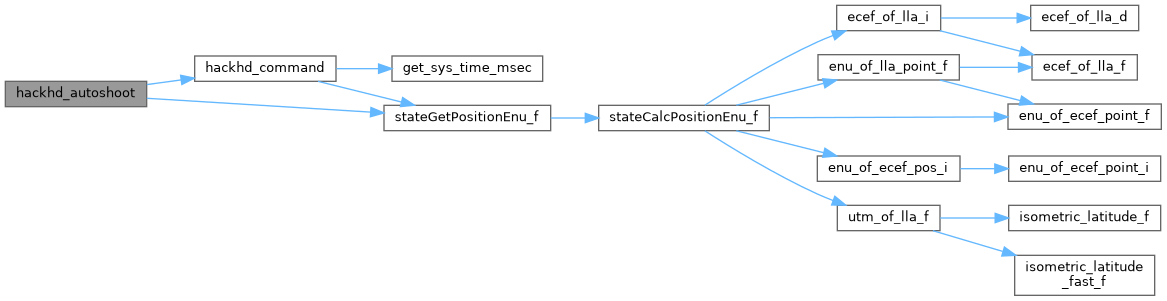 hackhd_autoshoot
hackhd_command
get_sys_time_msec
stateGetPositionEnu_f
stateCalcPositionEnu_f
ecef_of_lla_i
ecef_of_lla_d
enu_of_lla_point_f
ecef_of_lla_f
enu_of_ecef_point_f
enu_of_ecef_pos_i
enu_of_ecef_point_i
utm_of_lla_f
isometric_latitude_f
isometric_latitude
_fast_f